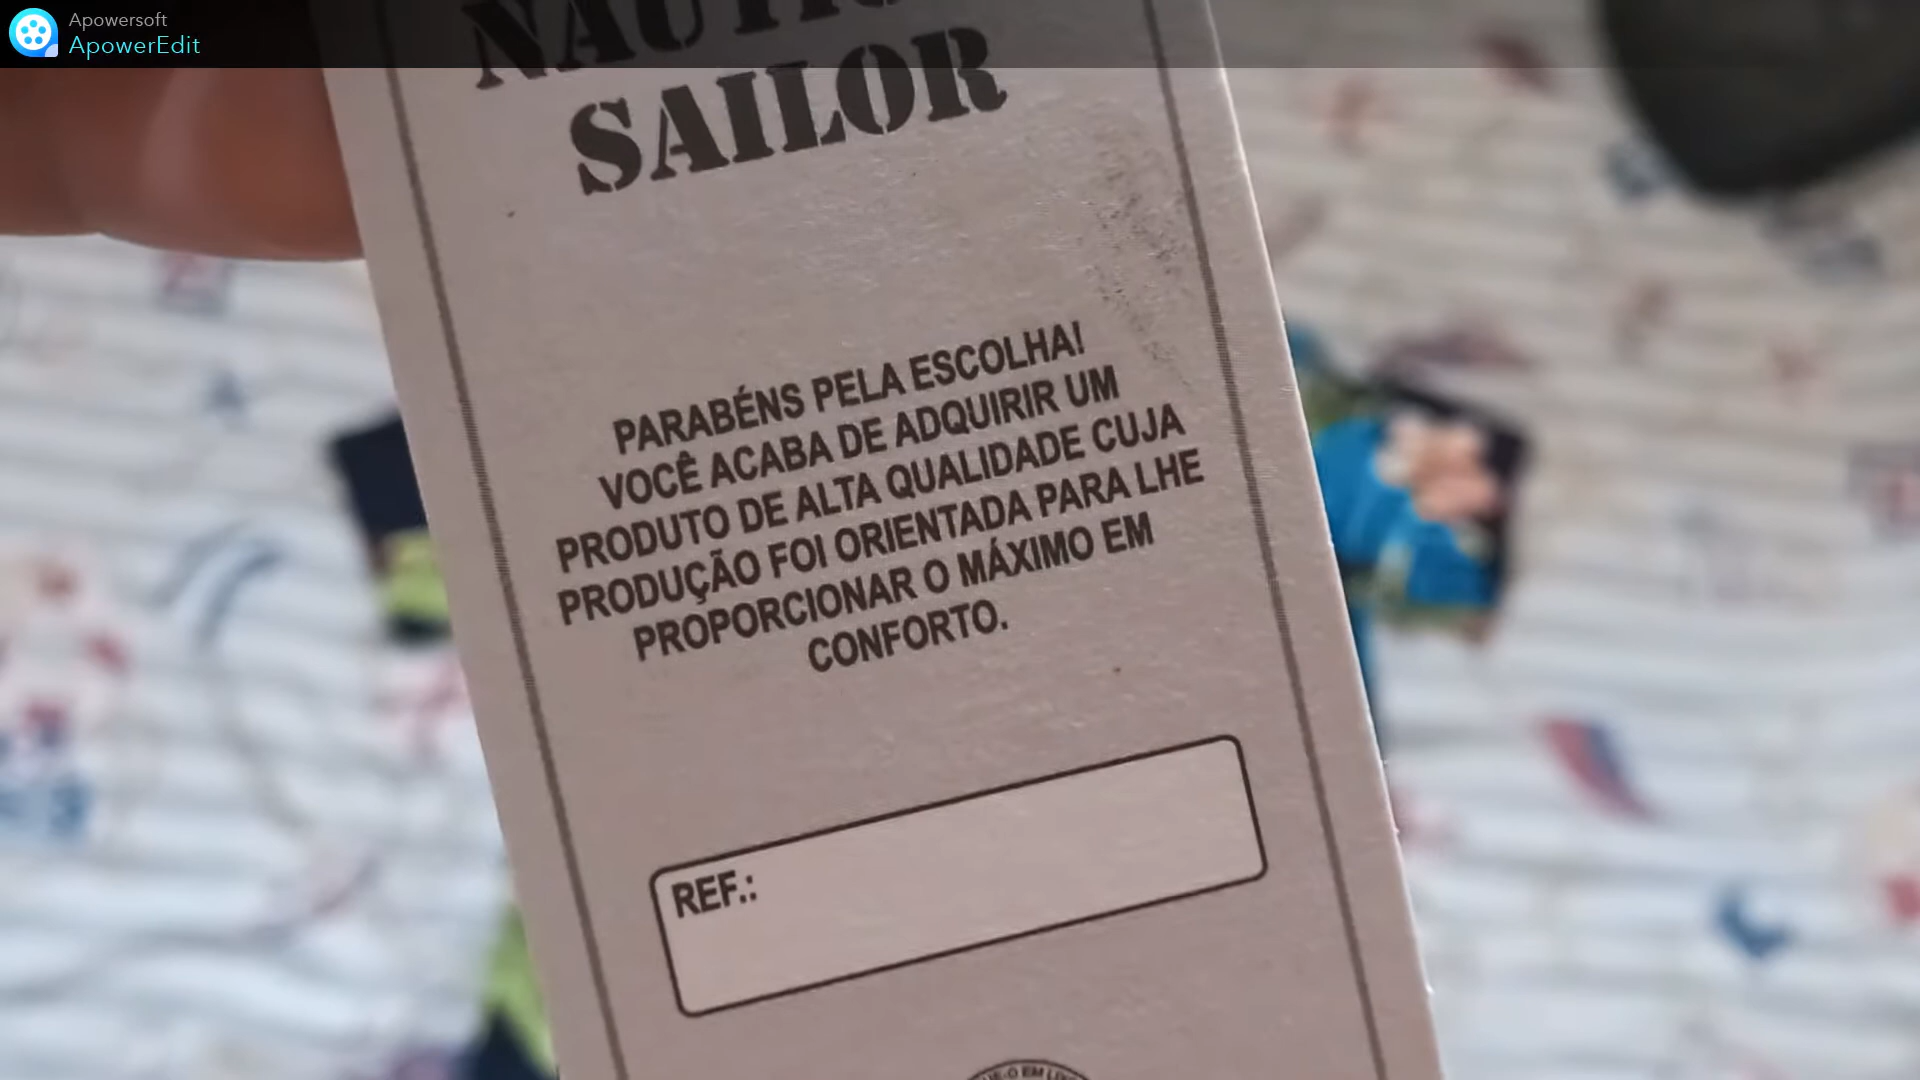 Apowersoft
ApowerEdit
SAILOR
PARABÉNS PELA ESCOLHA!
VOCÊ ACABA DE ADQUIRIR UM
PRODUTO DE ALTA QUALIDADE CUJA
PRODUÇÃO FOI ORIENTADA PARA LHE
PROPORCIONAR O MÁXIMO EM
CONFORTO.
REF.: